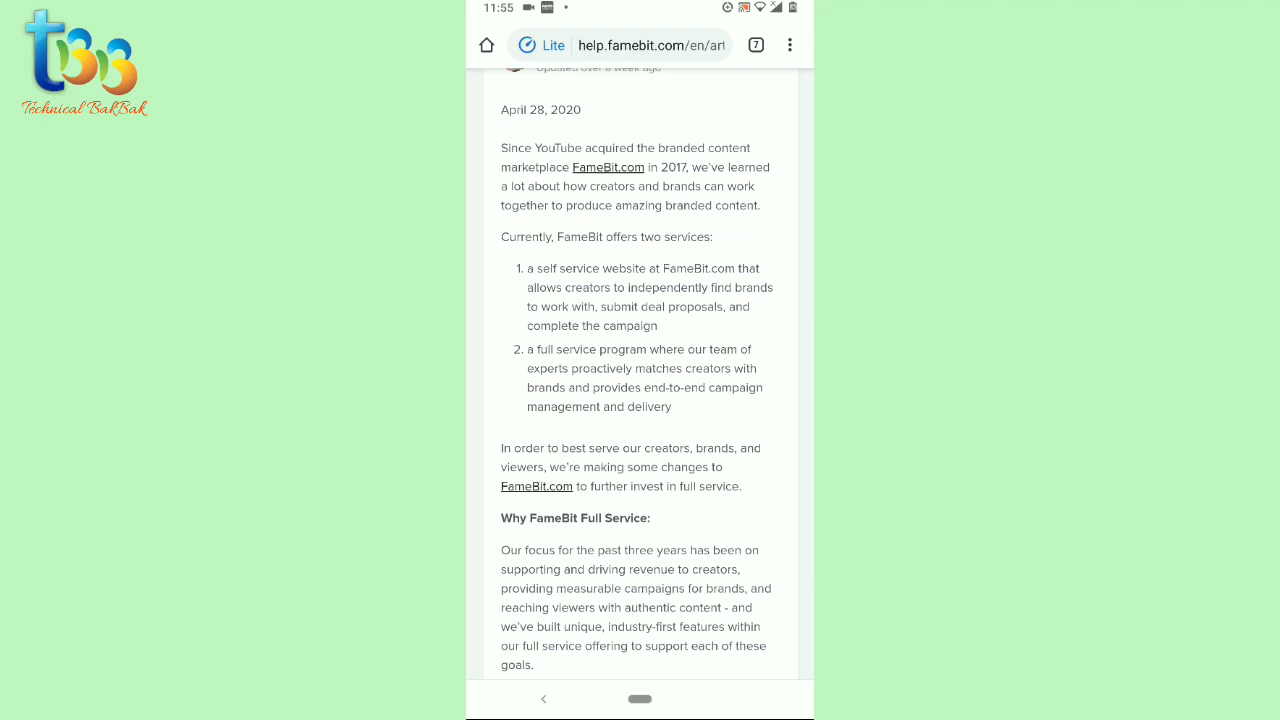 tBB
Technical BakBak
11:55
Lite
help.famebit.com/en/art
7
Updated over a week ago
April 28, 2020
Since YouTube acquired the branded content
marketplace FameBit.com in 2017, we've learned
a lot about how creators and brands can work
together to produce amazing branded content.
Currently, FameBit offers two services:
1. a self service website at FameBit.com that
allows creators to independently find brands
to work with, submit deal proposals, and
complete the campaign
2. a full service program where our team of
experts proactively matches creators with
brands and provides end-to-end campaign
management and delivery
In order to best serve our creators, brands, and
viewers, we're making some changes to
FameBit.com to further invest in full service.
Why FameBit Full Service:
Our focus for the past three years has been on
supporting and driving revenue to creators,
providing measurable campaigns for brands, and
reaching viewers with authentic content - and
we've built unique, industry-first features within
our full service offering to support each of these
goals.